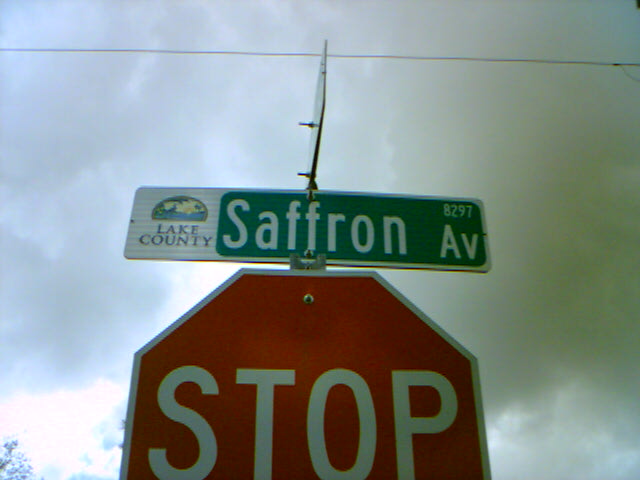 LAKE
COUNTY
Saffron Av
8297
STOP